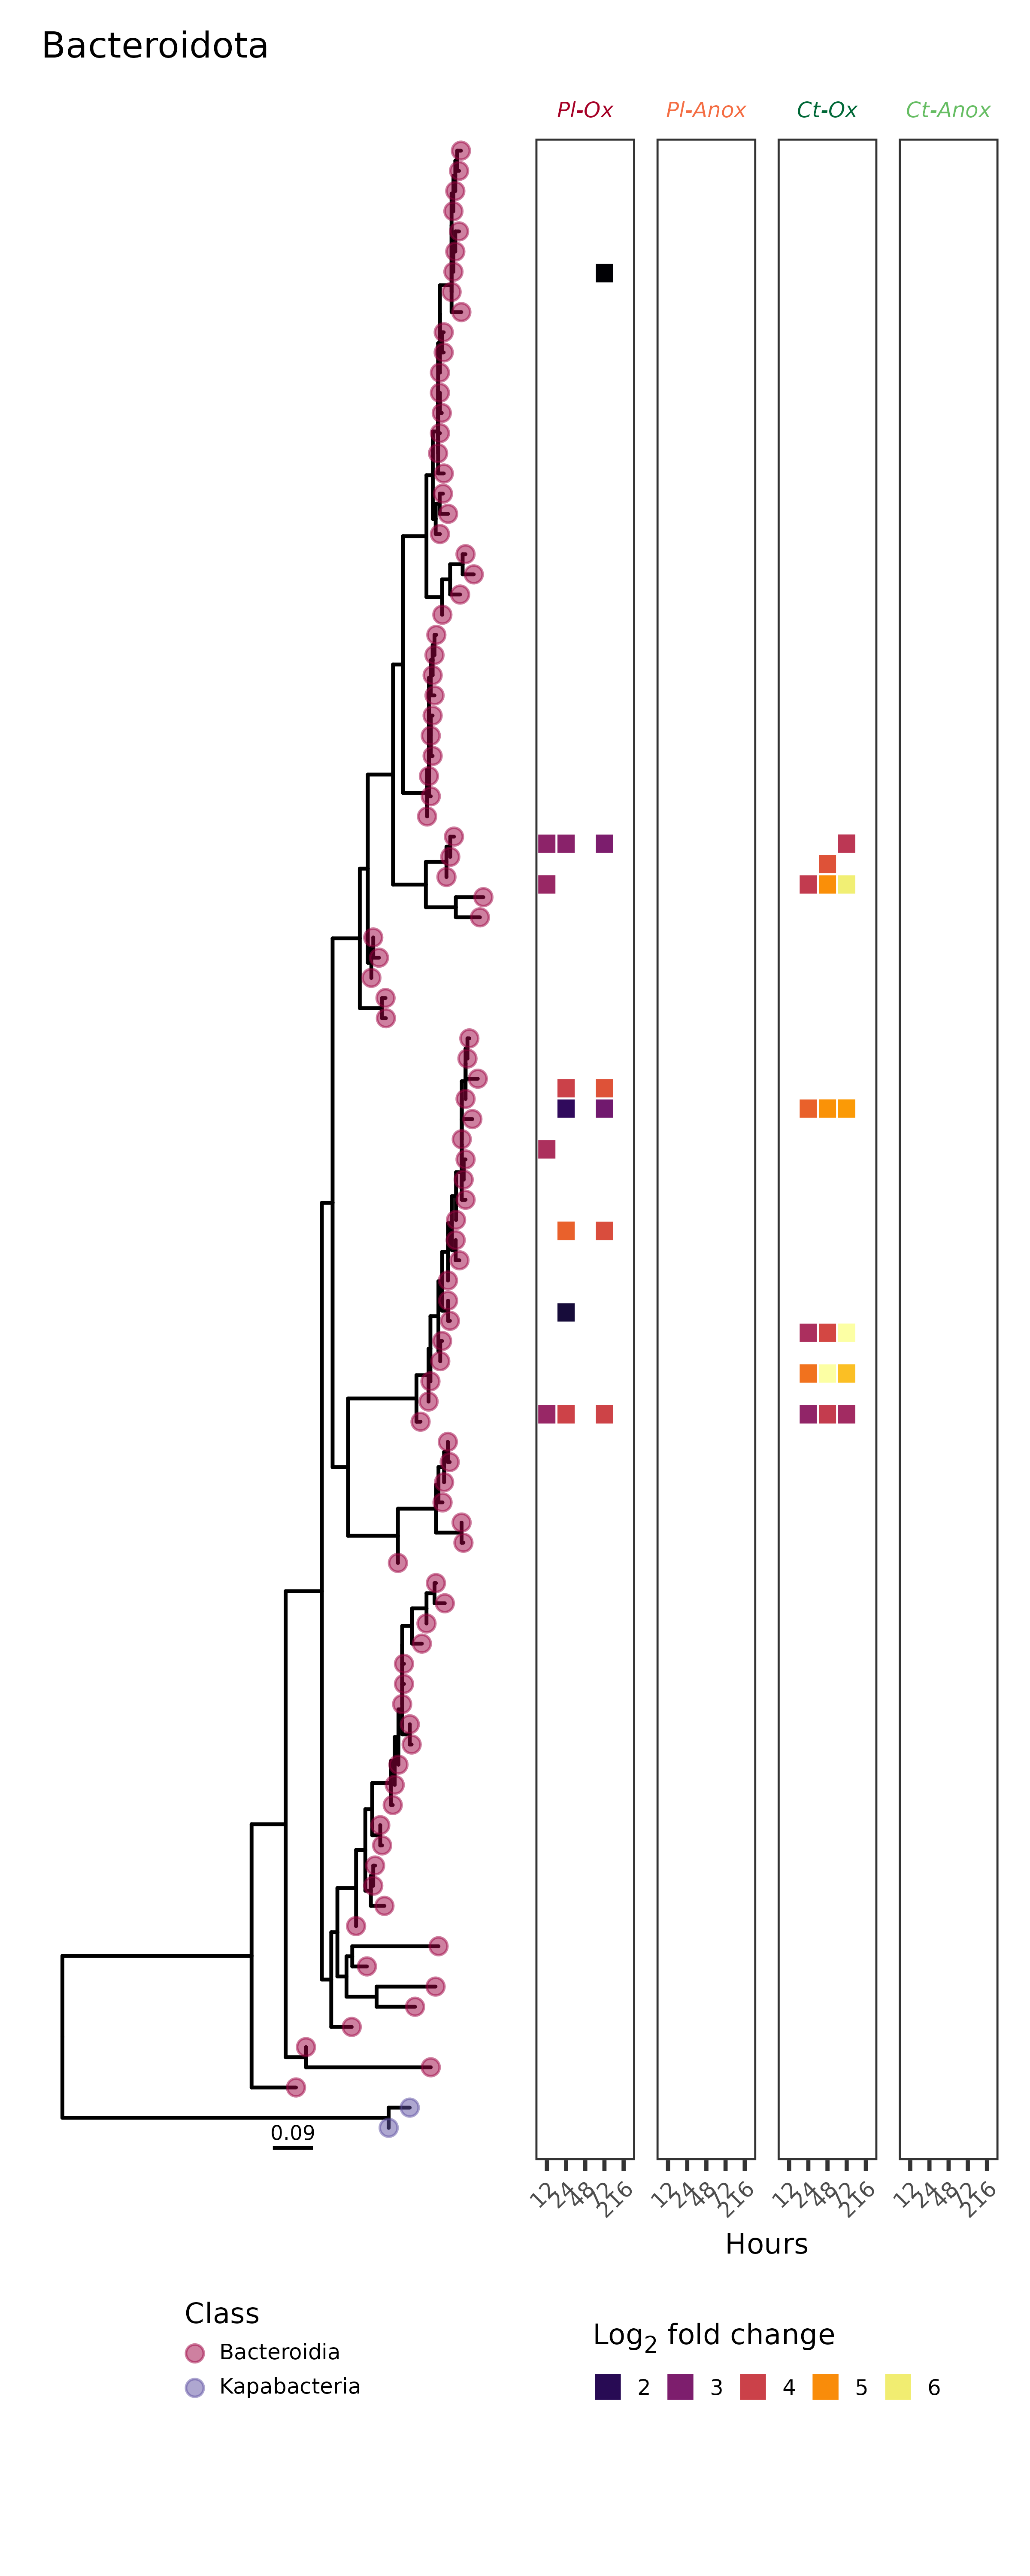 Bacteroidota
Pl-Ox Pl-Anox Ct-Ox Ct-Anox
0.09
12 24 48 72 216 12 24 48 72 216 12 24 48 72 216 12 24 48 72 216
Hours
Class
Bacteroidia
Kapabacteria
Log2 fold change
2 3 4 5 6